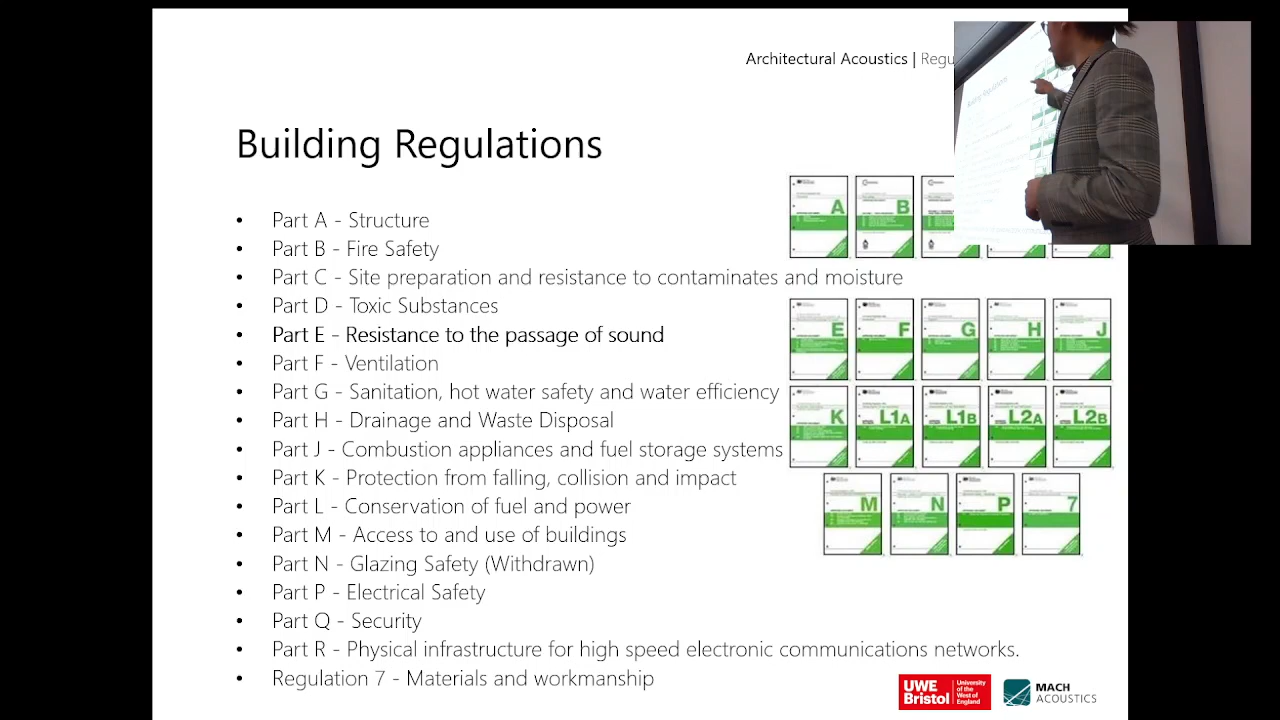 Architectural Acoustics | Regu
Building Regulations
• Part A - Structure
• Part B - Fire Safety
• Part C - Site preparation and resistance to contaminates and moisture
• Part D - Toxic Substances
• Part E - Resistance to the passage of sound
• Part F - Ventilation
• Part G - Sanitation, hot water safety and water efficiency
• Part H - Drainage and Waste Disposal
• Part J - Combustion appliances and fuel storage systems
• Part K - Protection from falling, collision and impact
• Part L - Conservation of fuel and power
• Part M - Access to and use of buildings
• Part N - Glazing Safety (Withdrawn)
• Part P - Electrical Safety
• Part Q - Security
• Part R - Physical infrastructure for high speed electronic communications networks.
• Regulation 7 - Materials and workmanship
A B
E F G H J
K L1A L1B L2A L2B
M N P 7
Building Regulations
UWE Bristol
University of the West of England
MACH
ACOUSTICS